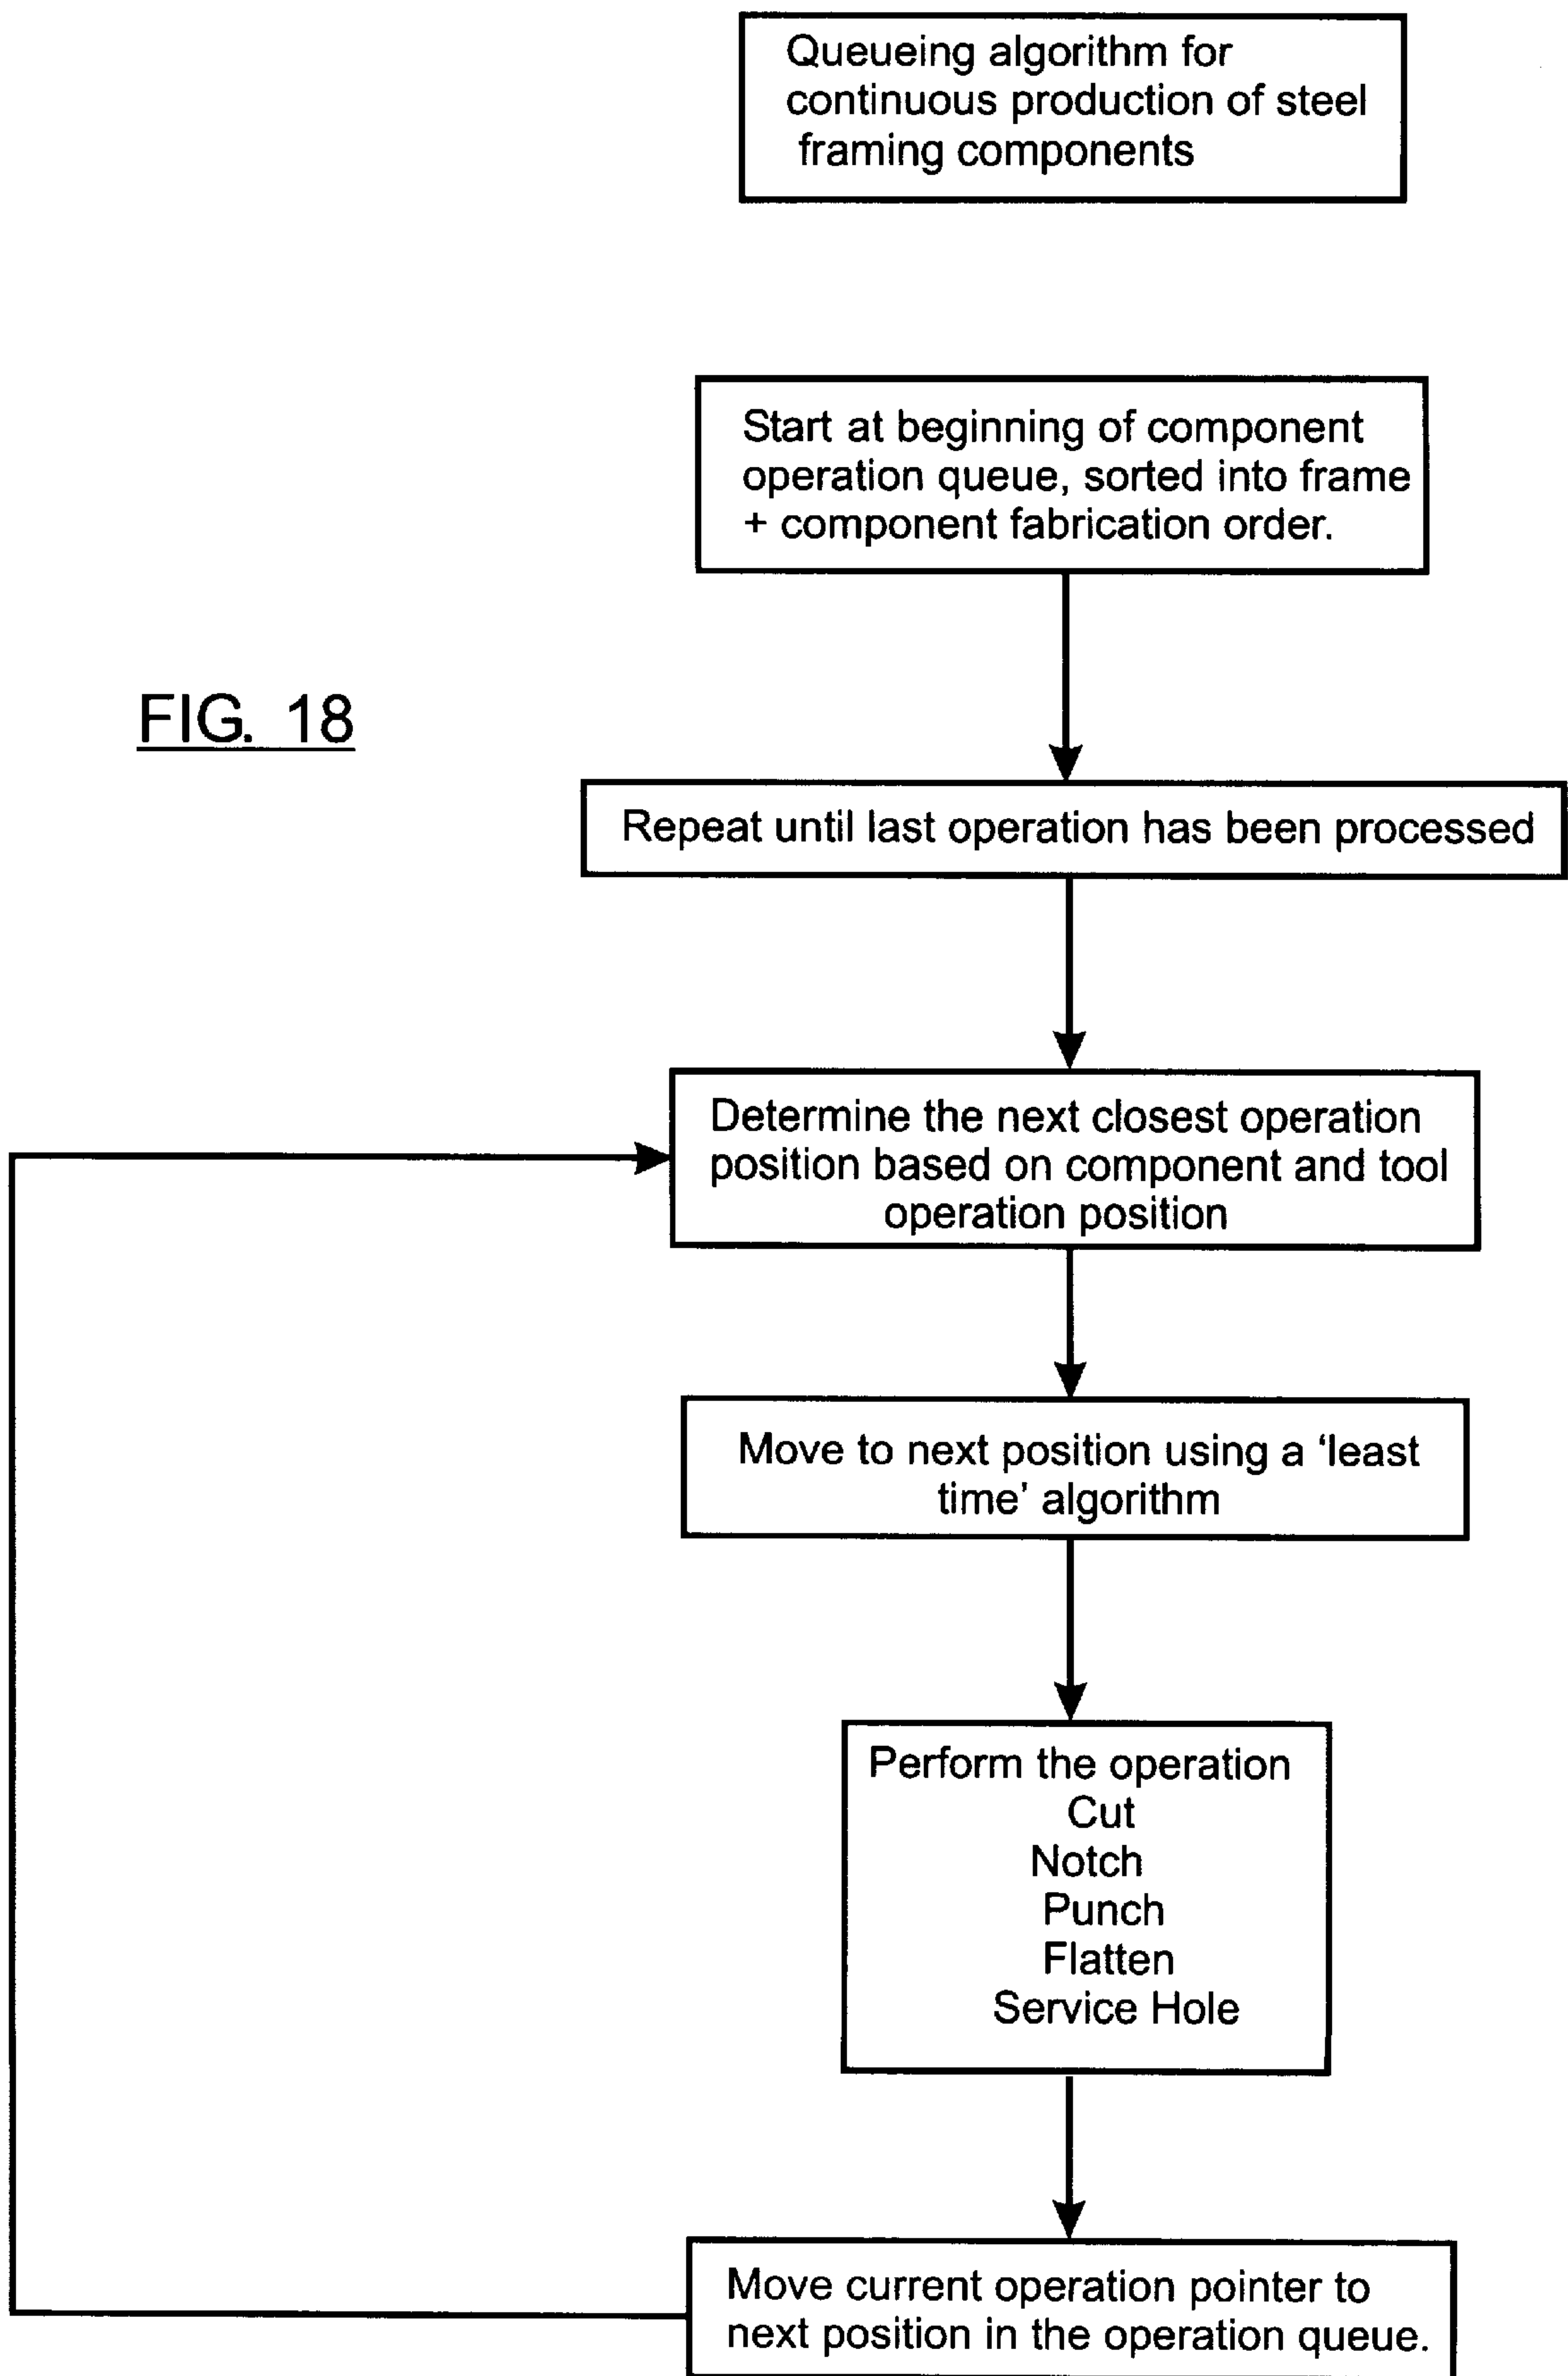 Queueing algorithm for
continuous production of steel
framing components
Start at beginning of component
operation queue, sorted into frame
+ component fabrication order.
FIG. 18
Repeat until last operation has been processed
Determine the next closest operation
position based on component and tool
operation position
Move to next position using a ‘least
time’ algorithm
Perform the operation
Cut
Notch
Punch
Flatten
Service Hole
Move current operation pointer to
next position in the operation queue.